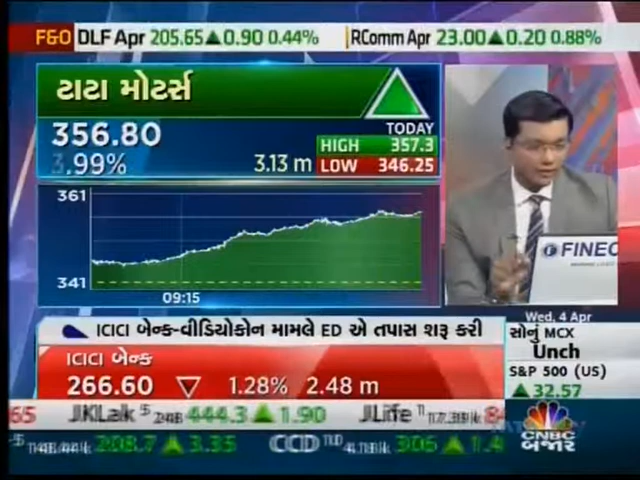 F&O DLF Apr 205.65 ▲ 0.90 0.44% RComm Apr 23.00 ▲ 0.20 0.88%
ટાટા મોટર્સ
356.80
3.99%
3.13 m
TODAY
HIGH 357.3
LOW 346.25
361
341
09:15
FINEO
Wed, 4 Apr
ICICI બેન્ક-વીડિયોકોન મામલે ED એ તપાસ શરૂ કરી
ICICI બેન્ક
266.60 ▼ 1.28% 2.48 m
સોનું MCX
Unch
S&P 500 (US)
▲ 32.57
65 JKLak 444.3 ▲ 1.90 JLife
208.7 ▲ 3.35 CCD 306 ▲ 1.4
CNBC
બજાર